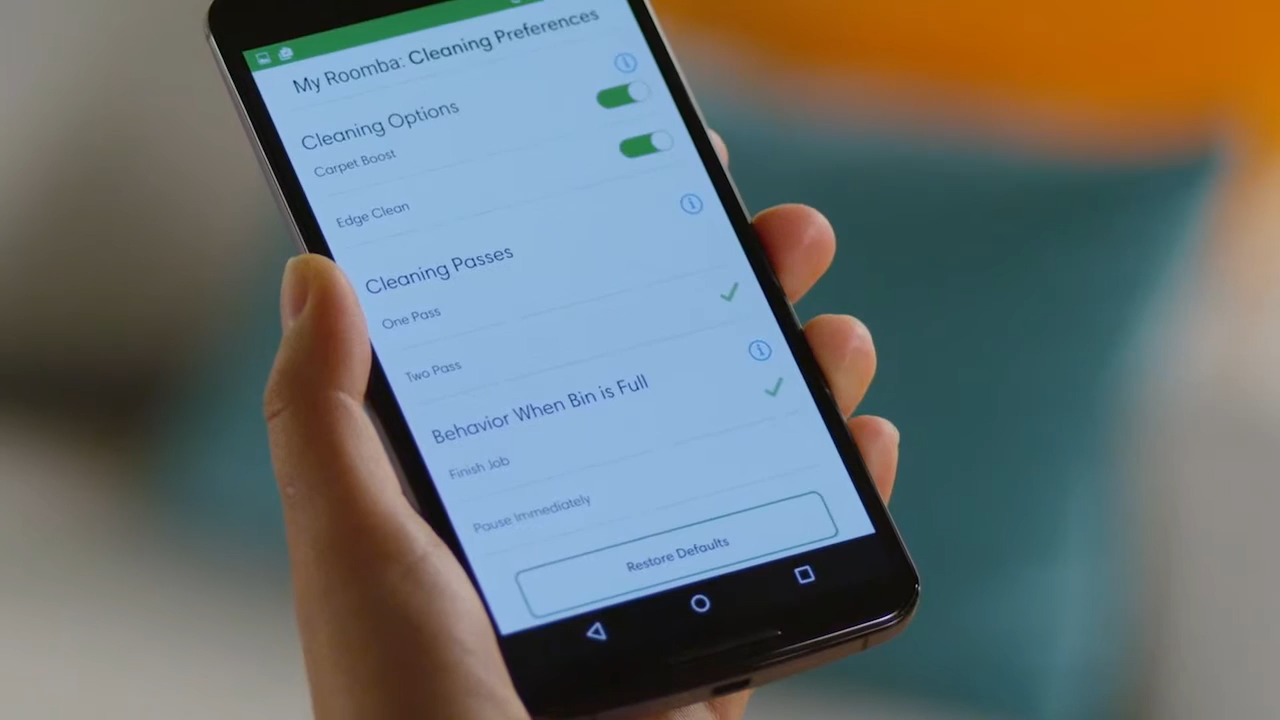 My Roomba: Cleaning Preferences
Cleaning Options
Carpet Boost
Edge Clean
Cleaning Passes
One Pass
Two Pass
Behavior When Bin is Full
Finish Job
Pause Immediately
Restore Defaults